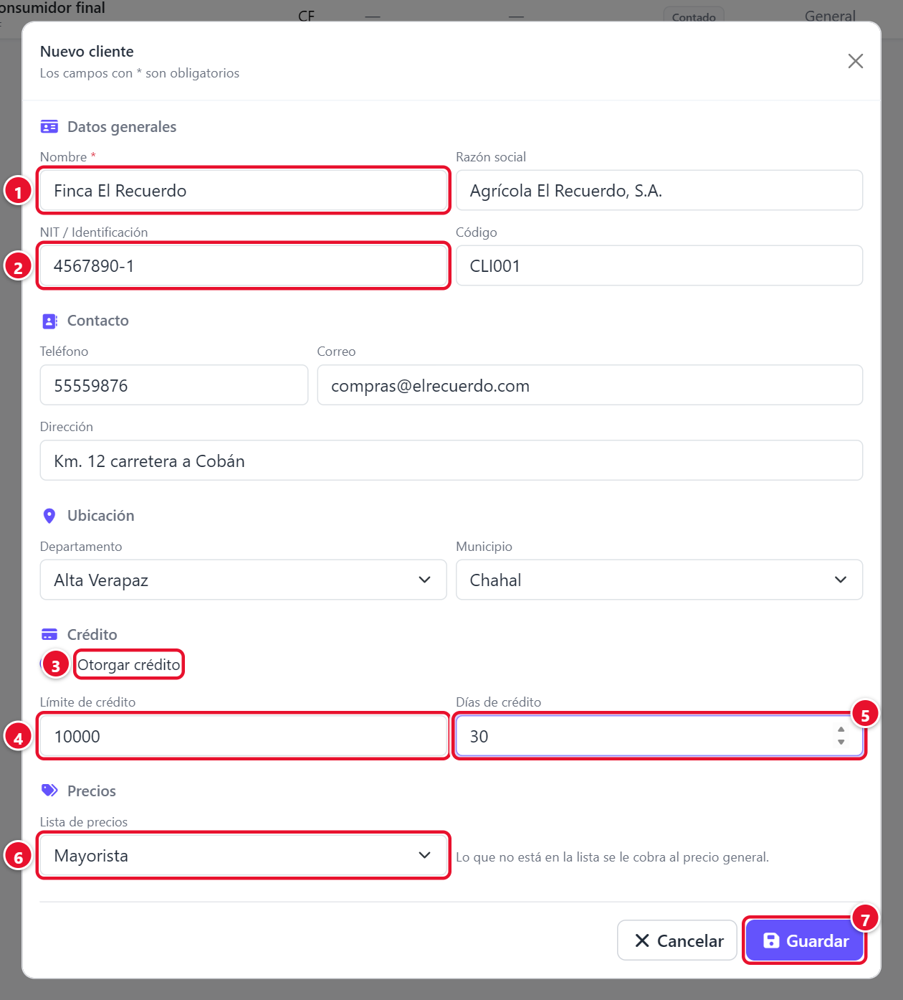 onsumidor final
CF
—
—
Contado
General
Nuevo cliente
Los campos con * son obligatorios
Datos generales
Nombre *
Razón social
1
Finca El Recuerdo
Agrícola El Recuerdo, S.A.
NIT / Identificación
Código
2
4567890-1
CLI001
Contacto
Teléfono
Correo
55559876
compras@elrecuerdo.com
Dirección
Km. 12 carretera a Cobán
Ubicación
Departamento
Municipio
Alta Verapaz
Chahal
Crédito
3
Otorgar crédito
Límite de crédito
Días de crédito
5
4
10000
30
Precios
Lista de precios
6
Mayorista
Lo que no está en la lista se le cobra al precio general.
7
Cancelar
Guardar